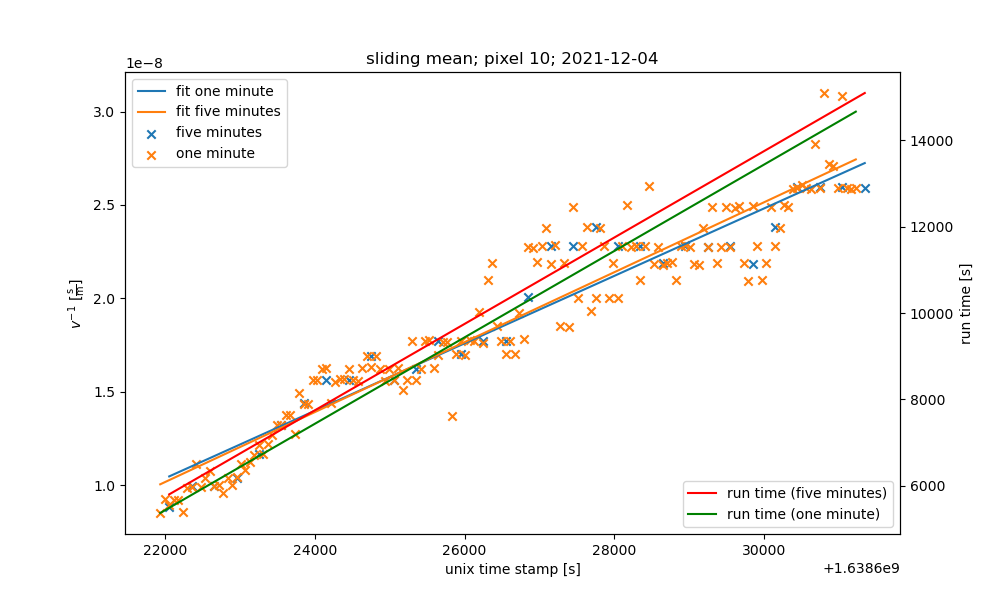 sliding mean; pixel 10; 2021-12-04
1e−8
fit one minute
fit five minutes
five minutes
one minute
3.0
2.5
2.0
1.5
1.0
v⁻¹ [s/m]
14000
12000
10000
8000
6000
run time [s]
run time (five minutes)
run time (one minute)
22000 24000 26000 28000 30000
unix time stamp [s]
+1.6386e9